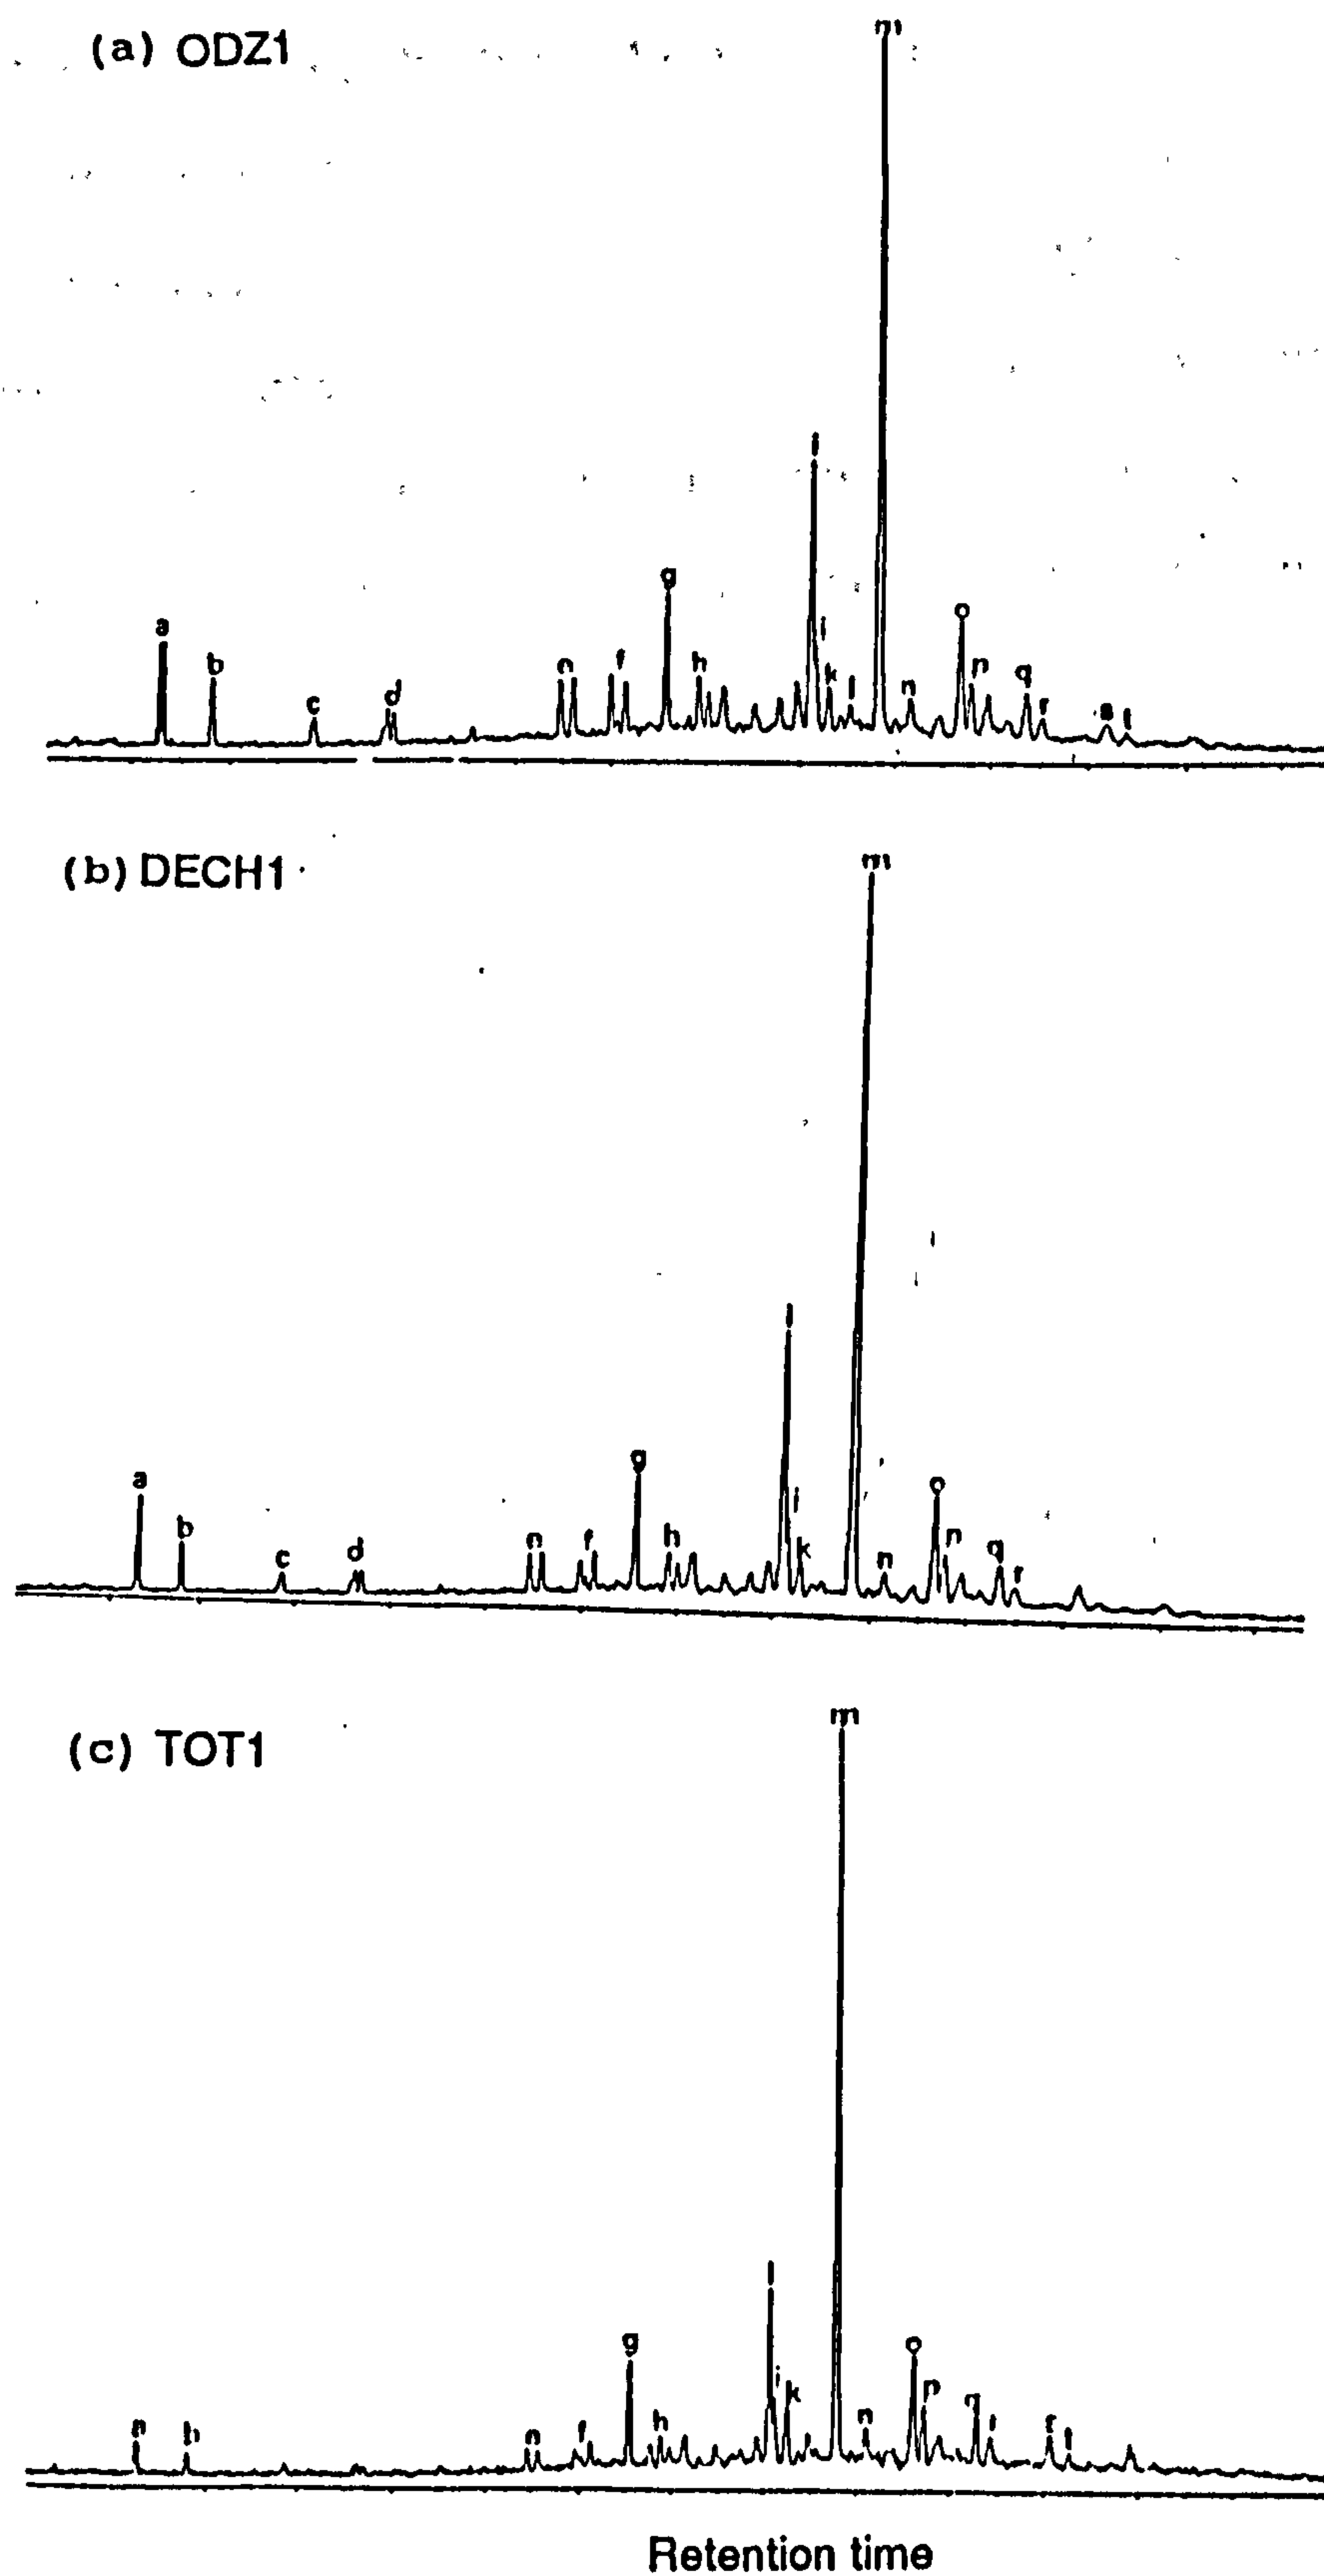 (a) ODZ1
m
j
g
o
a
i
b
f
h
k
n
q
n
d
l
n
c
r
s
t
(b) DECH1
m
g
a
o
i
b
k
n
f
h
n
q
d
n
c
r
(c) TOT1
m
g
o
i
k
p
h
n
f
h
n
t
Retention time